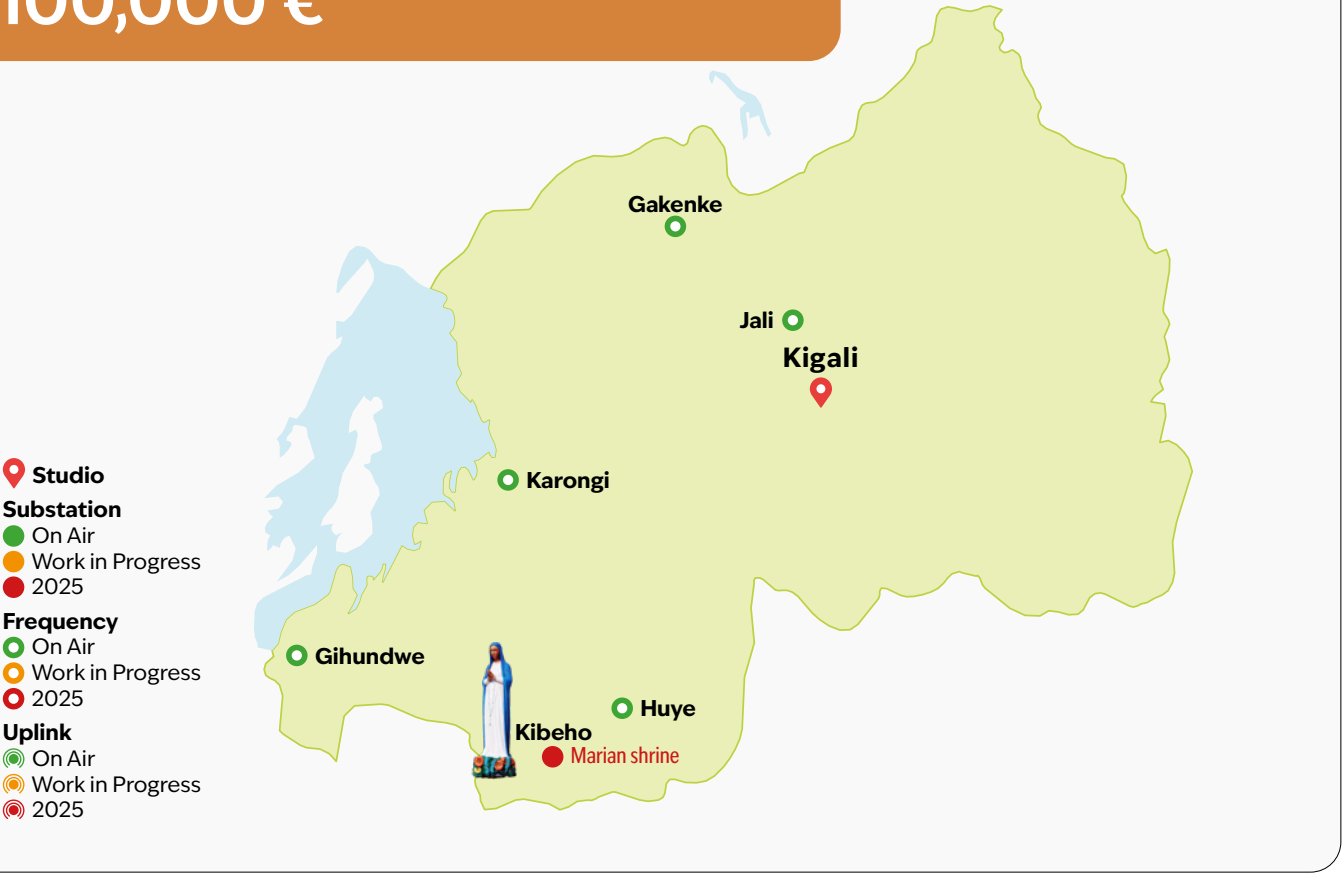 100,000 €
Gakenke
Jali
Kigali
Karongi
Gihundwe
Huye
Kibeho
Marian shrine
Studio
Substation
On Air
Work in Progress
2025
Frequency
On Air
Work in Progress
2025
Uplink
On Air
Work in Progress
2025